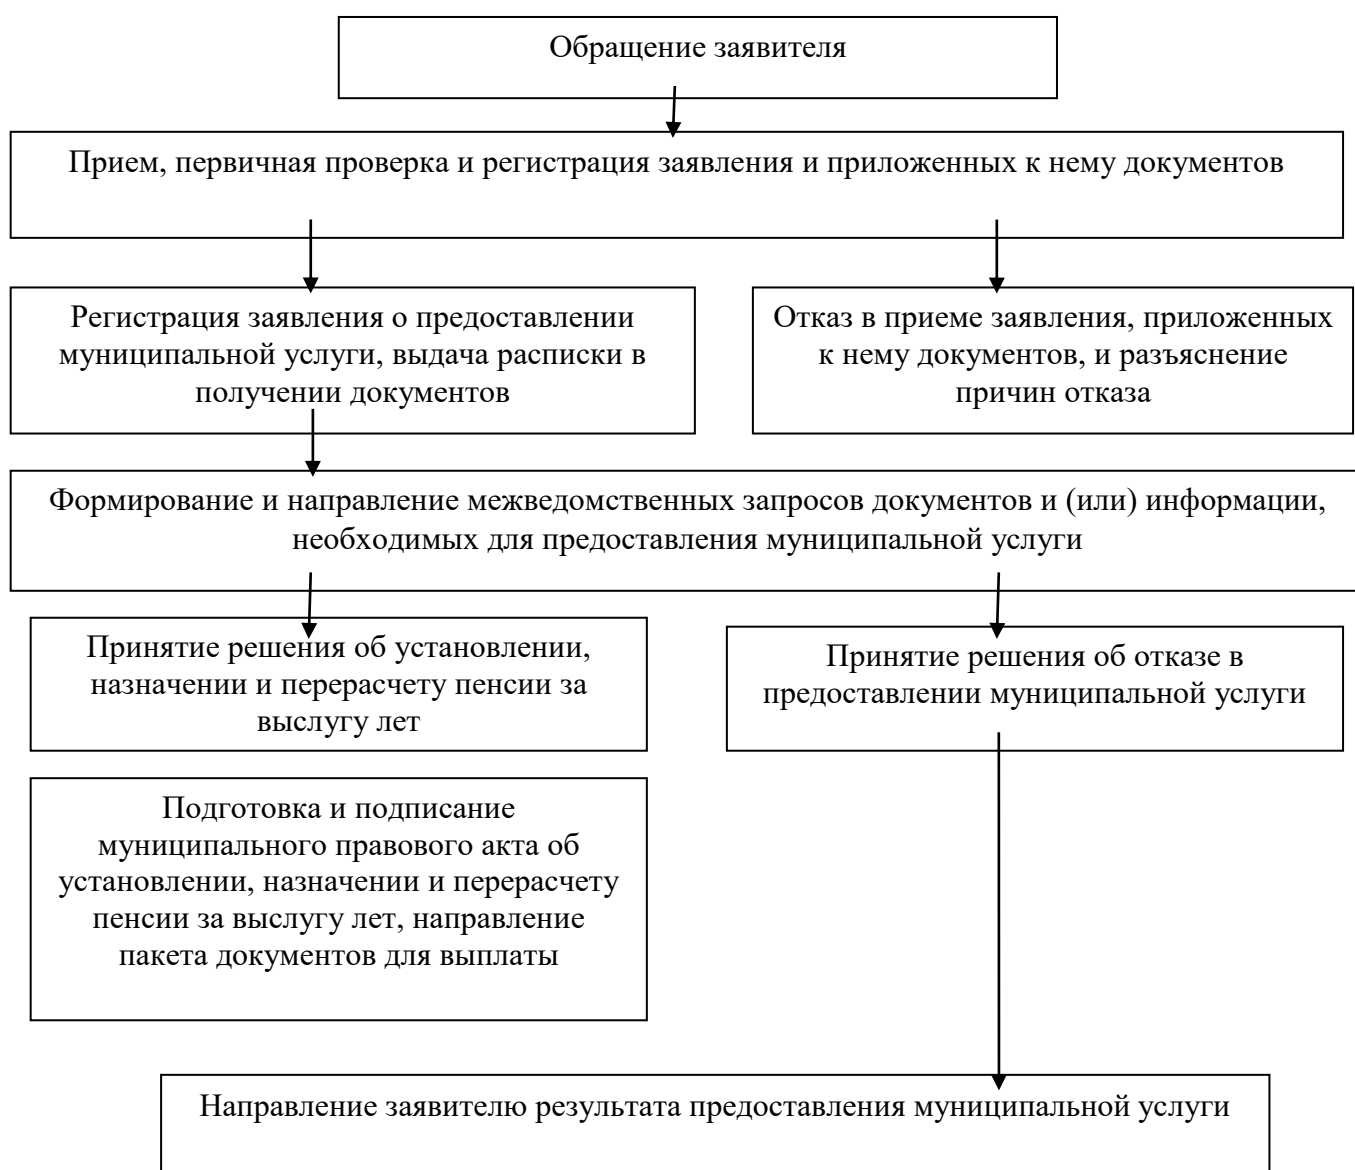 Обращение заявителя
Прием, первичная проверка и регистрация заявления и приложенных к нему документов
Регистрация заявления о предоставлении
муниципальной услуги, выдача расписки в
получении документов
Отказ в приеме заявления, приложенных
к нему документов, и разъяснение
причин отказа
Формирование и направление межведомственных запросов документов и (или) информации,
необходимых для предоставления муниципальной услуги
Принятие решения об установлении,
назначении и перерасчету пенсии за
выслугу лет
Принятие решения об отказе в
предоставлении муниципальной услуги
Подготовка и подписание
муниципального правового акта об
установлении, назначении и перерасчету
пенсии за выслугу лет, направление
пакета документов для выплаты
Направление заявителю результата предоставления муниципальной услуги